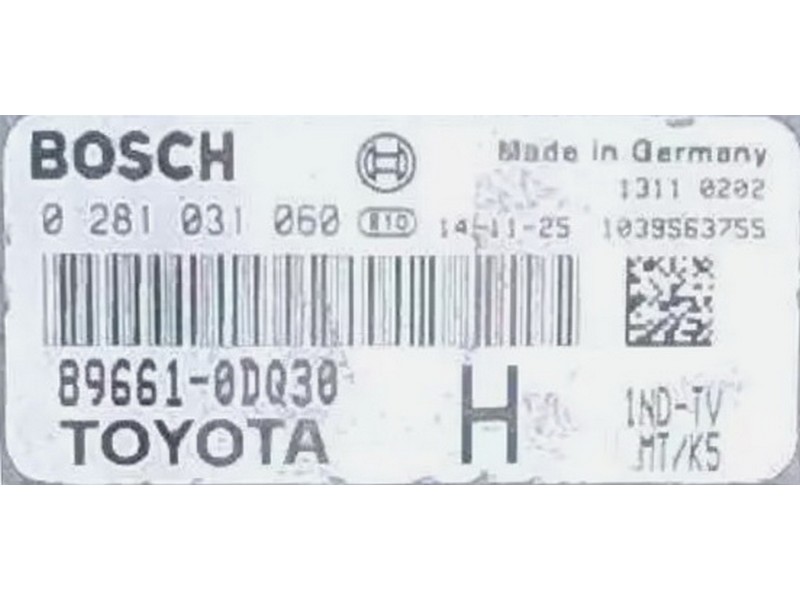 BOSCH
Made in Germany
1311 0202
0 281 031 060 810 14-11-25 1039563755
89661-0DQ30
TOYOTA
H
1ND-TV
MT/K5